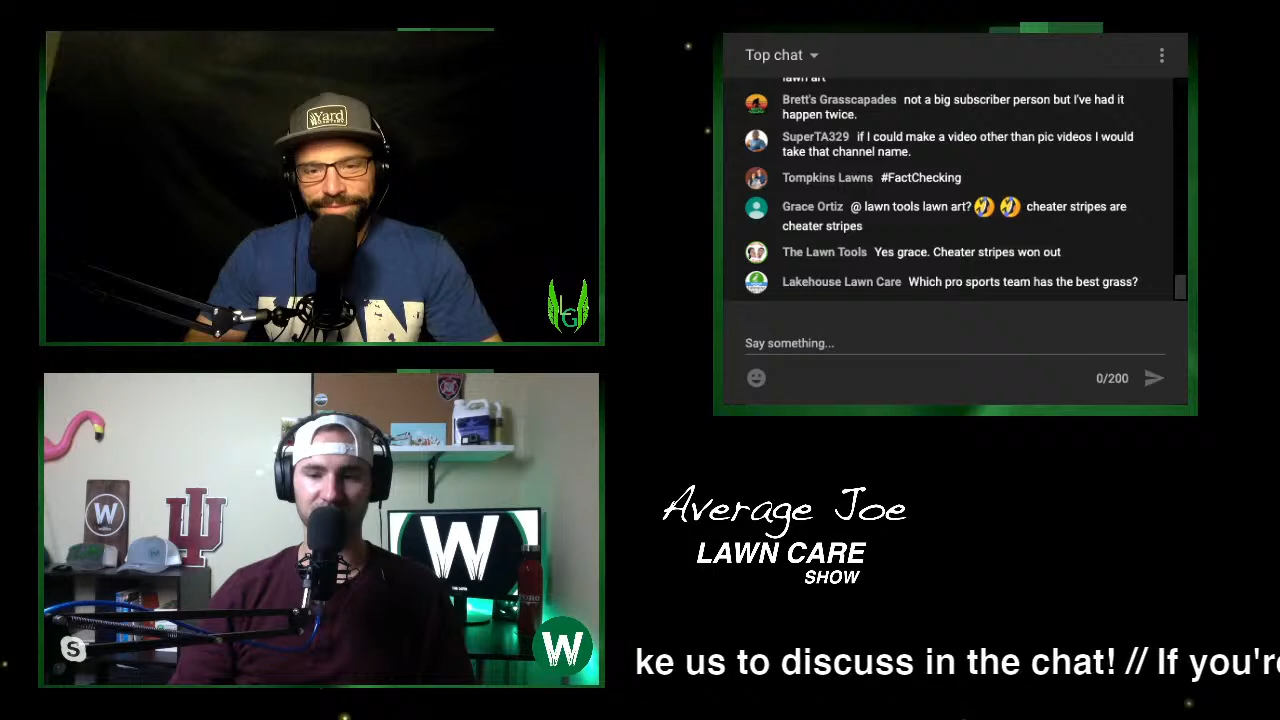 Yard
LG
W
W
W
S
Top chat
lawn art
Brett's Grasscapades not a big subscriber person but I've had it
happen twice.
SuperTA329 if I could make a video other than pic videos I would
take that channel name.
Tompkins Lawns #FactChecking
Grace Ortiz @ lawn tools lawn art?🤣 🤣 cheater stripes are
cheater stripes
The Lawn Tools Yes grace. Cheater stripes won out
Lakehouse Lawn Care Which pro sports team has the best grass?
Say something...
0/200
Average Joe
LAWN CARE
SHOW
ke us to discuss in the chat! // If you're